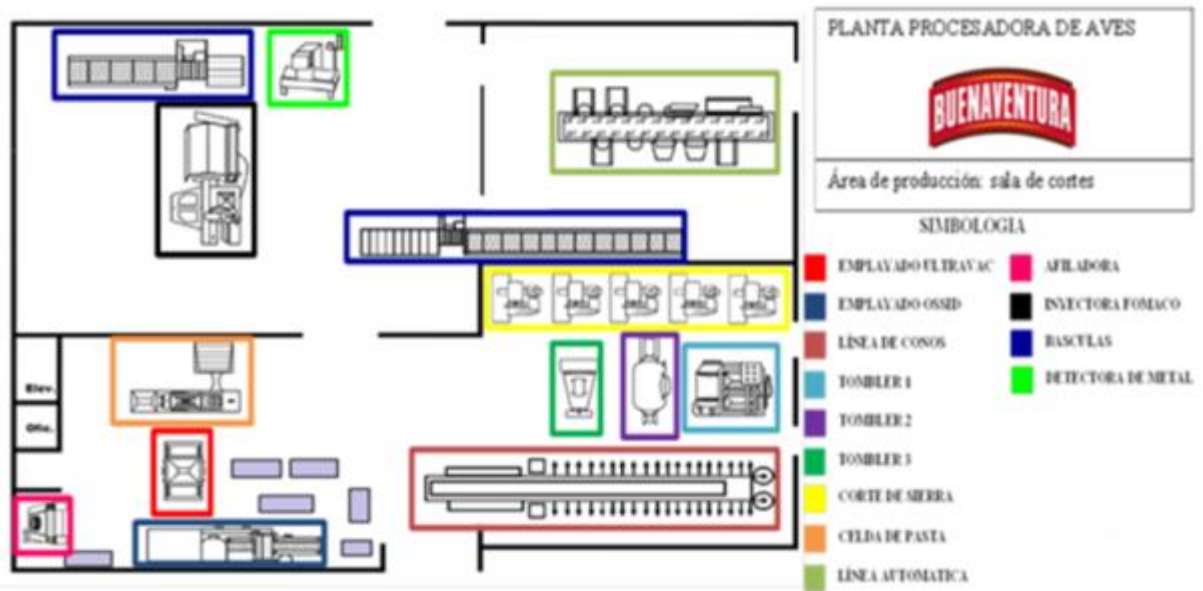 PLANTA PROCESADORA DE AVES
BUENAVENTURA
Área de producción: sala de cortes
SIMBOLOGIA
EMPLAYADO ULTRAVAC
AFILADORA
EMPLAYADO OSSID
INYECTORA FOMACO
LÍNEA DE CONOS
BASCULAS
TOMBLER 1
DETECTORA DE METAL
TOMBLER 2
TOMBLER 3
CORTE DE SIERRA
CELDA DE PASTA
LÍNEA AUTOMATICA
Elev.
Ofic.